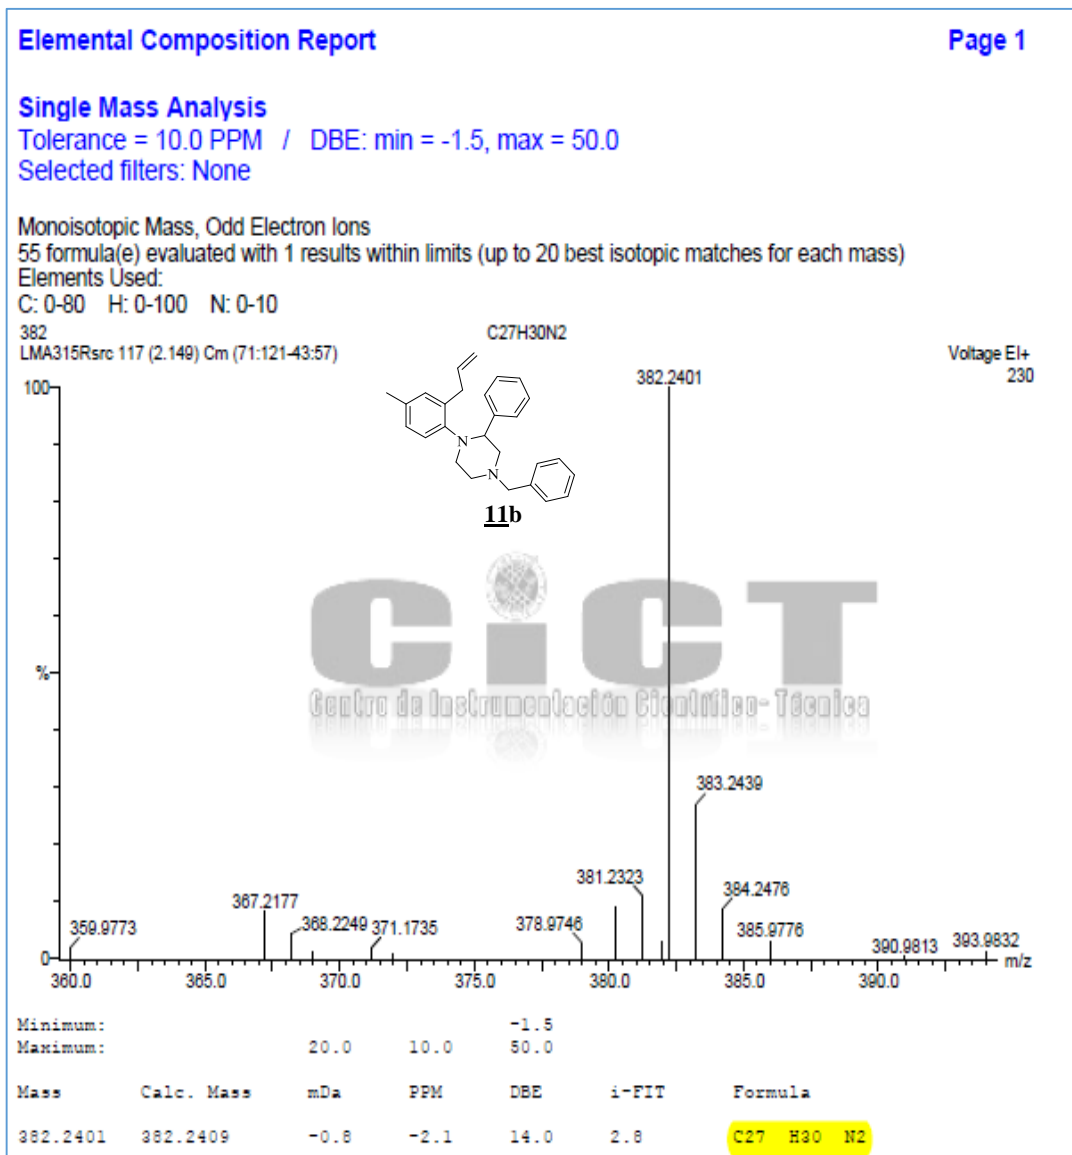 Elemental Composition Report Page 1
Single Mass Analysis
Tolerance = 10.0 PPM / DBE: min = -1.5, max = 50.0
Selected filters: None
Monoisotopic Mass, Odd Electron Ions
55 formula(e) evaluated with 1 results within limits (up to 20 best isotopic matches for each mass)
Elements Used:
C: 0-80 H: 0-100 N: 0-10
382 C27H30N2
LMA315Rsrc 117 (2.149) Cm (71:121-43:57) Voltage EI+
230
100
382.2401
N
N
11b
CiCT
%
Centro de Instrumentación Científico-Técnica
383.2439
381.2323
384.2476
367.2177
368.2249
371.1735
378.9746
385.9776
359.9773
390.9813
393.9832
0
m/z
360.0 365.0 370.0 375.0 380.0 385.0 390.0
Minimum: -1.5
Maximum: 20.0 10.0 50.0
Mass Calc. Mass mDa PPM DBE i-FIT Formula
382.2401 382.2409 -0.8 -2.1 14.0 2.8 C27 H30 N2